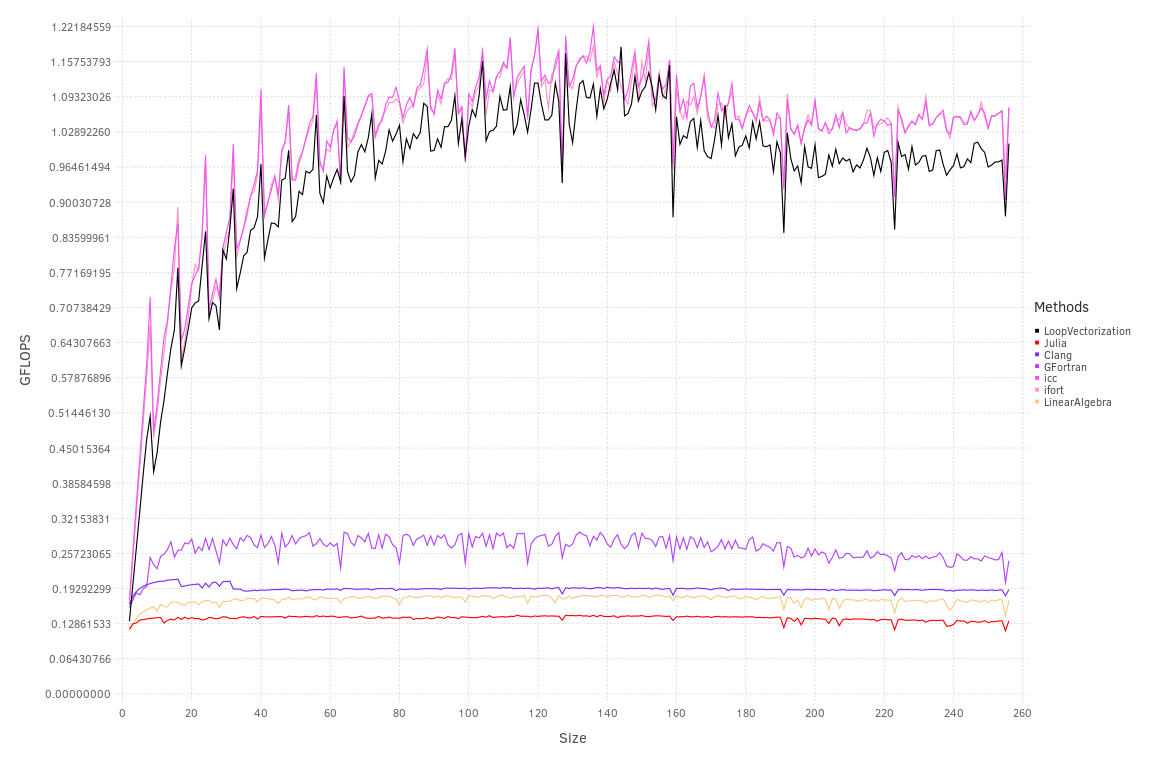 1.22184559
1.15753793
1.09323026
1.02892260
0.96461494
0.90030728
0.83599961
0.77169195
0.70738429
0.64307663
0.57876896
0.51446130
0.45015364
0.38584598
0.32153831
0.25723065
0.19292299
0.12861533
0.06430766
0.00000000
GFLOPS
0 20 40 60 80 100 120 140 160 180 200 220 240 260
Size
Methods
LoopVectorization
Julia
Clang
GFortran
icc
ifort
LinearAlgebra